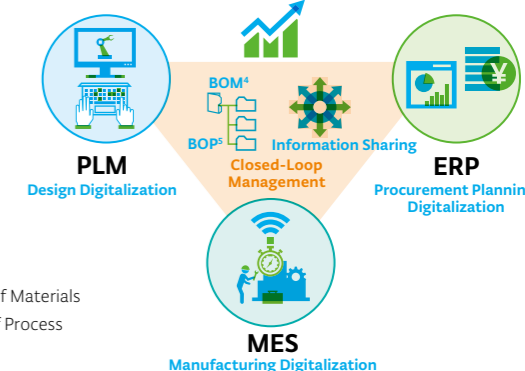 BOM4
BOP5
Information Sharing
Closed-Loop
Management
PLM
Design Digitalization
ERP
Procurement Plannin
Digitalization
¥
f Materials
Process
MES
Manufacturing Digitalization